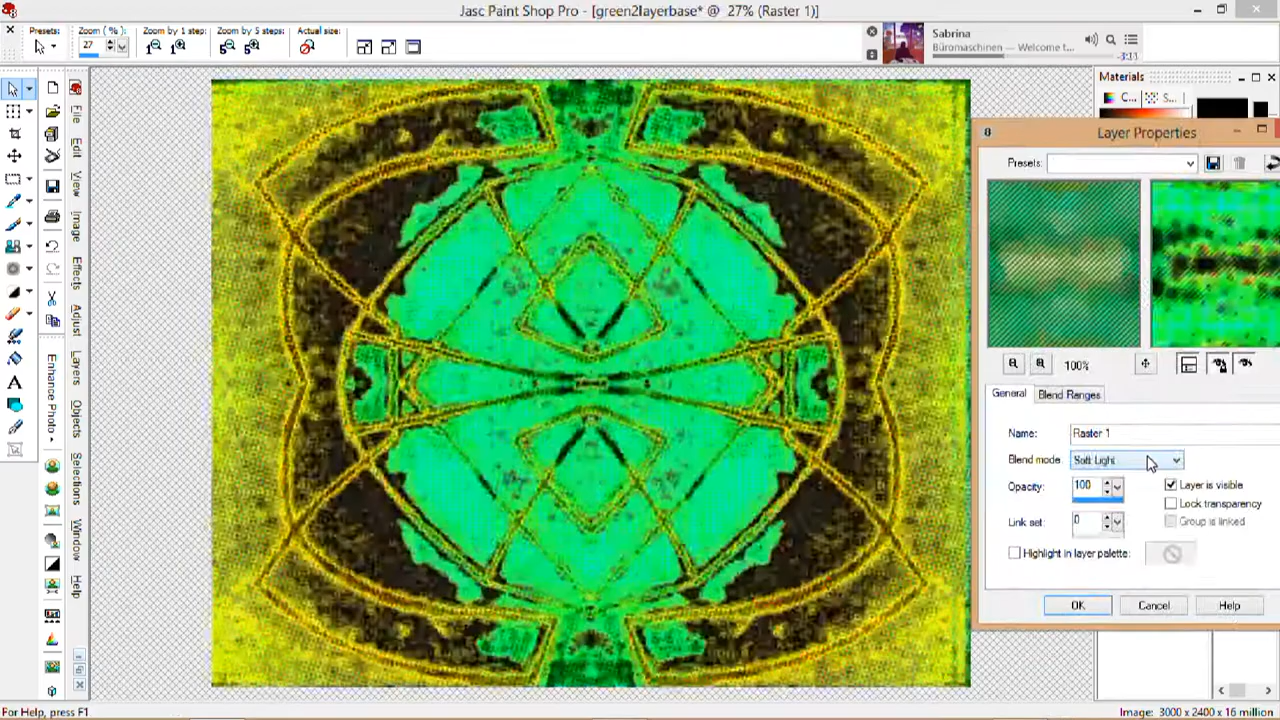 Jasc Paint Shop Pro - [green2layerbase* @ 27% (Raster 1)]
Presets:
Zoom (%):
Zoom by 1 step:
Zoom by 5 steps:
Actual size:
27
Sabrina
Büromaschinen — Welcome t...
-3:11
Materials
C...
S...
File
Edit
View
Image
Effects
Adjust
Layers
Objects
Selections
Window
Help
Enhance Photo
Layer Properties
Presets:
100%
General
Blend Ranges
Name:
Raster 1
Blend mode
Soft Light
Opacity:
100
Layer is visible
Lock transparency
Link set:
0
Group is linked
Highlight in layer palette:
OK
Cancel
Help
For Help, press F1
Image: 3000 x 2400 x 16 million